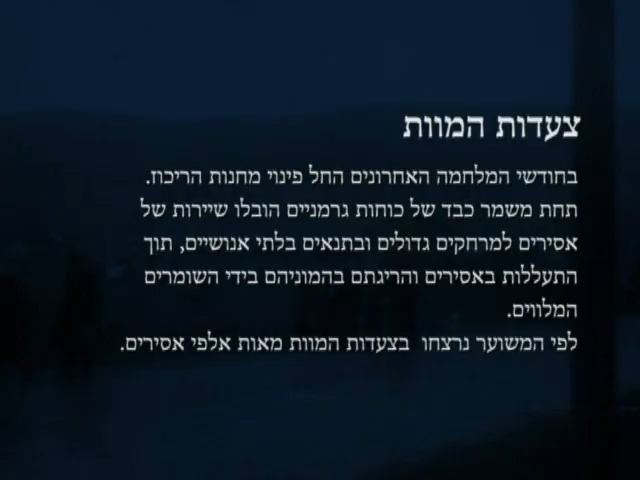 צעדות המוות
בחודשי המלחמה האחרונים החל פינוי מחנות הריכוז.
תחת משמר כבד של כוחות גרמניים הובלו שיירות של
אסירים למרחקים גדולים ובתנאים בלתי אנושיים, תוך
התעללות באסירים והריגתם בהמוניהם בידי השומרים
המלווים.
לפי המשוער נרצחו בצעדות המוות מאות אלפי אסירים.